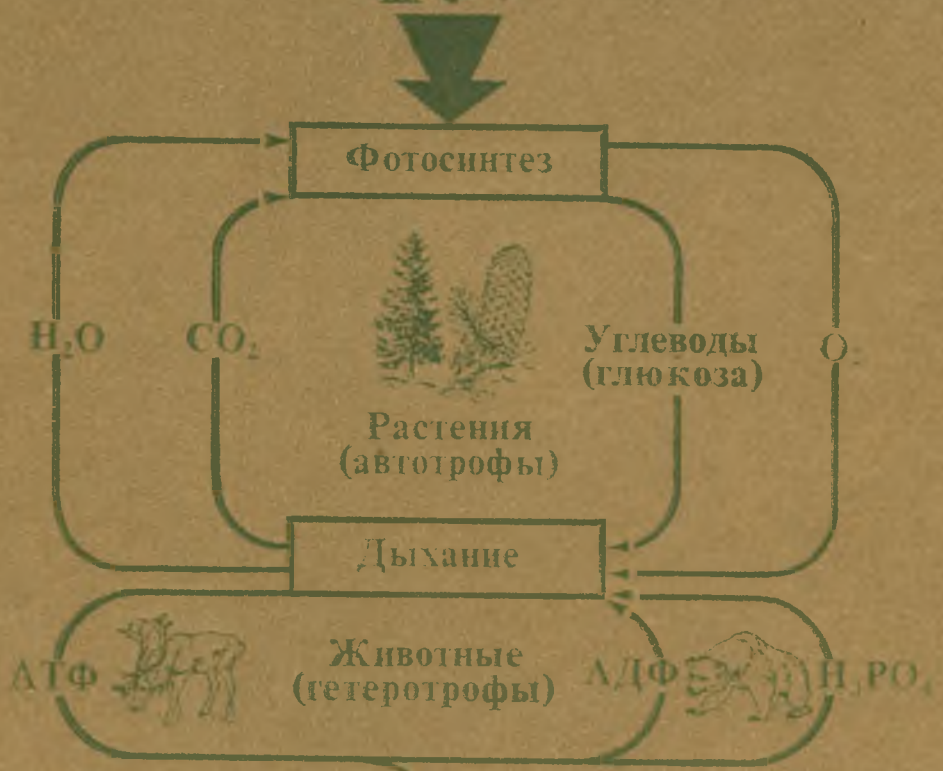 Фотосинтез
H₂O
CO₂
Углеводы
(глюкоза)
O₂
Растения
(автотрофы)
Дыхание
АТФ
Животные
(гетеротрофы)
АДФ
H₃PO₄